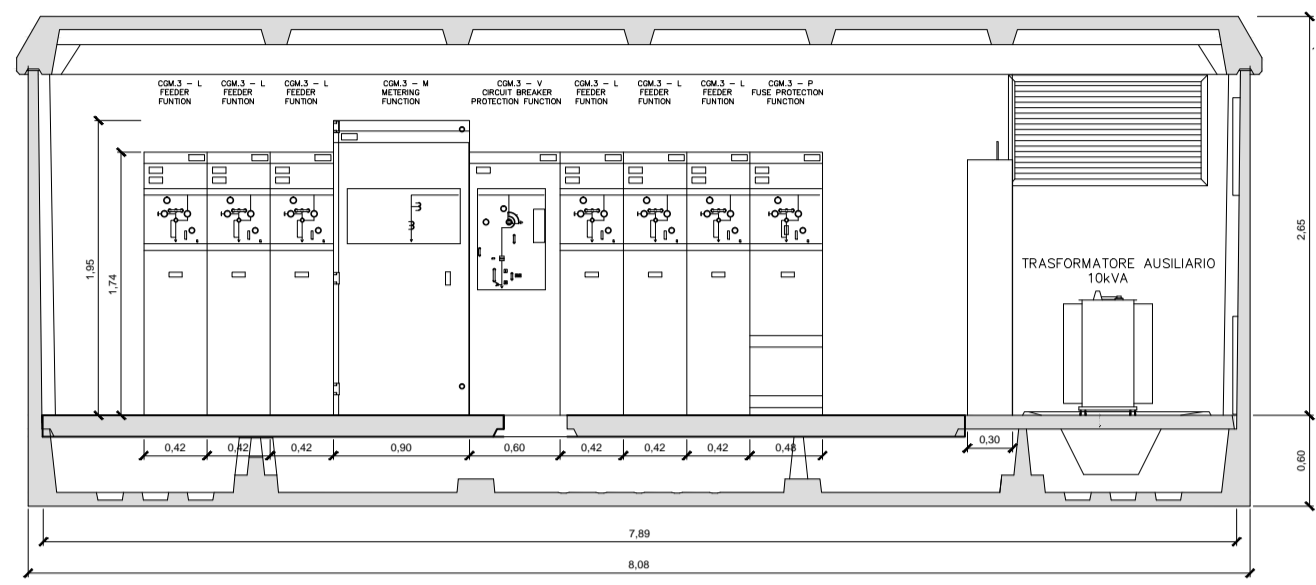 CGM.3 – L
FEEDER
FUNTION
CGM.3 – L
FEEDER
FUNTION
CGM.3 – L
FEEDER
FUNTION
CGM.3 – M
METERING
FUNCTION
CGM.3 – V
CIRCUIT BREAKER
PROTECTION FUNCTION
CGM.3 – L
FEEDER
FUNTION
CGM.3 – L
FEEDER
FUNTION
CGM.3 – L
FEEDER
FUNTION
CGM.3 – P
FUSE PROTECTION
FUNCTION
1,95
1,74
2,65
TRASFORMATORE AUSILIARIO
10kVA
0,42
0,42
0,42
0,90
0,60
0,42
0,42
0,42
0,48
0,30
0,60
7,89
8,08